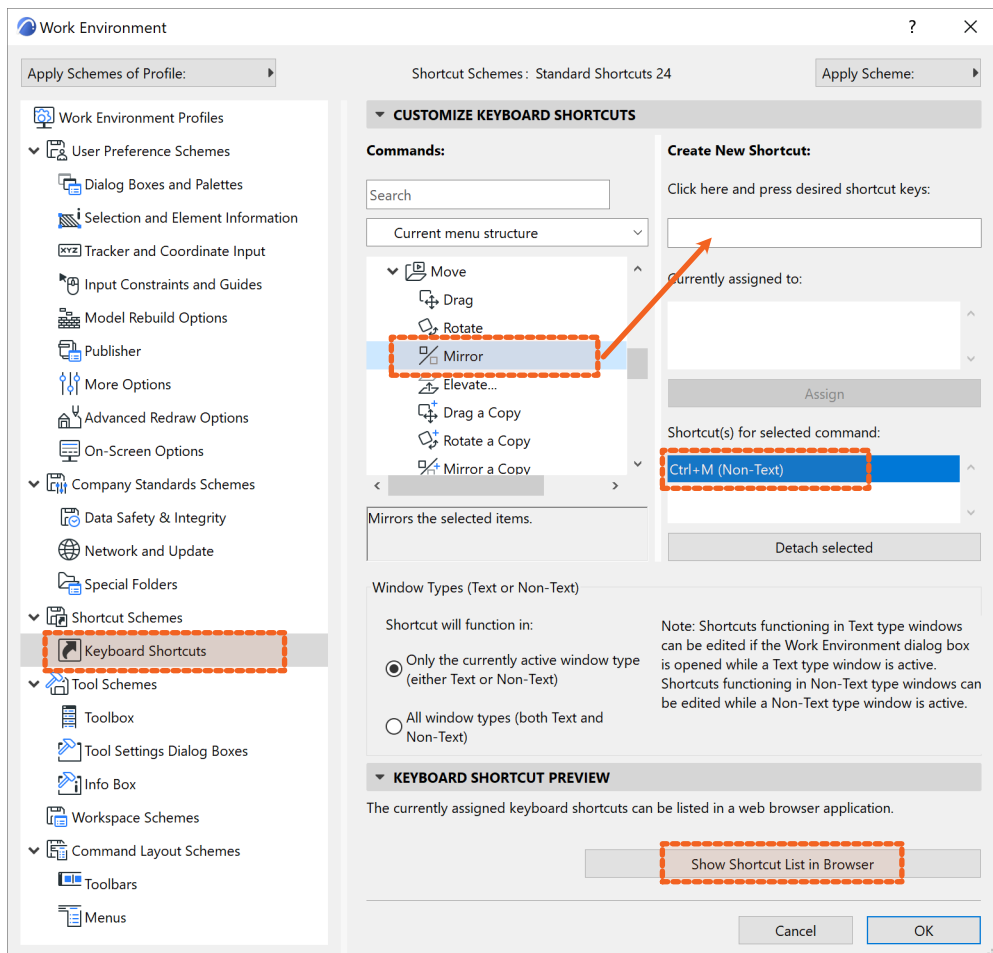 Work Environment
?
Apply Schemes of Profile:
Shortcut Schemes: Standard Shortcuts 24
Apply Scheme:
Work Environment Profiles
User Preference Schemes
Dialog Boxes and Palettes
Selection and Element Information
XYZ
Tracker and Coordinate Input
Input Constraints and Guides
Model Rebuild Options
Publisher
More Options
Advanced Redraw Options
On-Screen Options
Company Standards Schemes
Data Safety & Integrity
Network and Update
Special Folders
Shortcut Schemes
Keyboard Shortcuts
Tool Schemes
Toolbox
Tool Settings Dialog Boxes
Info Box
Workspace Schemes
Command Layout Schemes
Toolbars
Menus
CUSTOMIZE KEYBOARD SHORTCUTS
Commands:
Search
Current menu structure
Move
Drag
Rotate
Mirror
Elevate...
Drag a Copy
Rotate a Copy
Mirror a Copy
Mirrors the selected items.
Create New Shortcut:
Click here and press desired shortcut keys:
Currently assigned to:
Assign
Shortcut(s) for selected command:
Ctrl+M (Non-Text)
Detach selected
Window Types (Text or Non-Text)
Shortcut will function in:
Only the currently active window type
(either Text or Non-Text)
All window types (both Text and
Non-Text)
Note: Shortcuts functioning in Text type windows
can be edited if the Work Environment dialog box
is opened while a Text type window is active.
Shortcuts functioning in Non-Text type windows can
be edited while a Non-Text type window is active.
KEYBOARD SHORTCUT PREVIEW
The currently assigned keyboard shortcuts can be listed in a web browser application.
Show Shortcut List in Browser
Cancel
OK